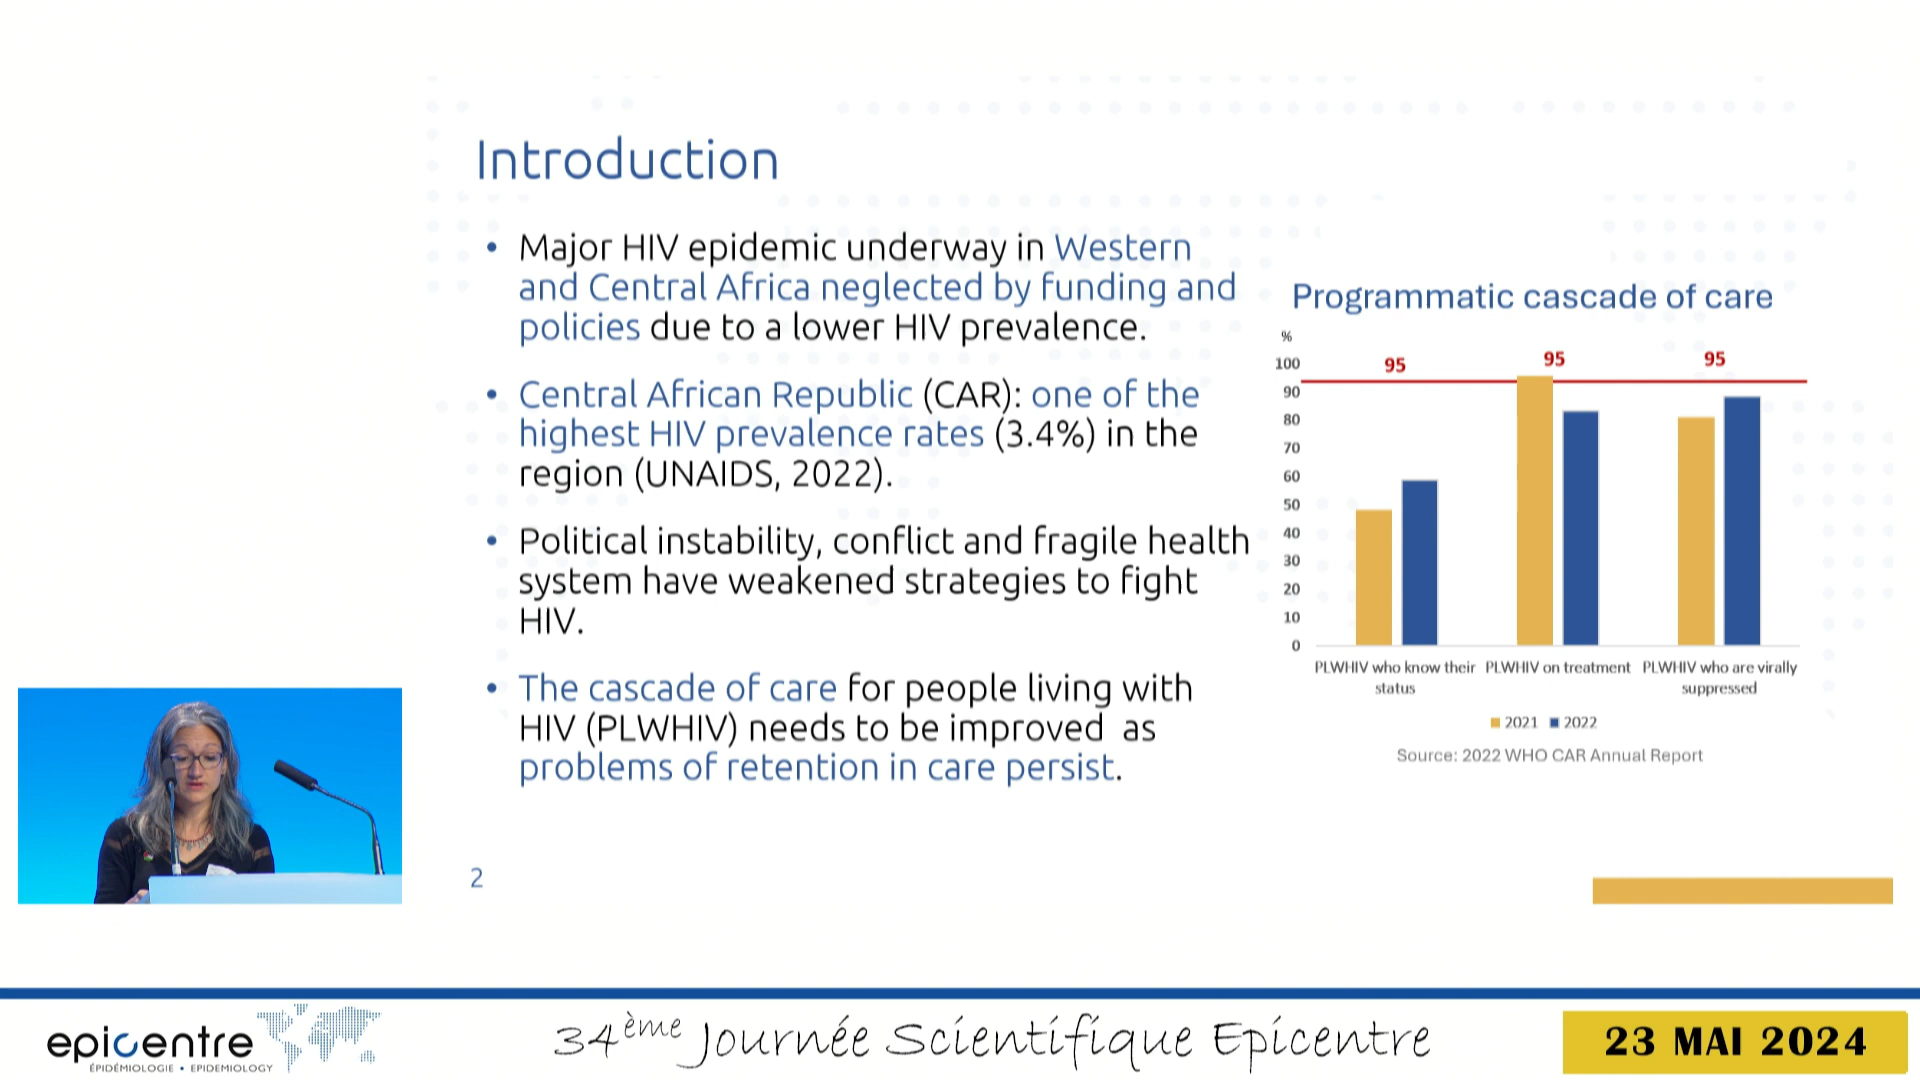 Introduction
• Major HIV epidemic underway in Western
and Central Africa neglected by funding and
policies due to a lower HIV prevalence.
• Central African Republic (CAR): one of the
highest HIV prevalence rates (3.4%) in the
region (UNAIDS, 2022).
• Political instability, conflict and fragile health
system have weakened strategies to fight
HIV.
• The cascade of care for people living with
HIV (PLWHIV) needs to be improved as
problems of retention in care persist.
2
Programmatic cascade of care
%
95 95 95
100
90
80
70
60
50
40
30
20
10
0
PLWHIV who know their status
PLWHIV on treatment
PLWHIV who are virally suppressed
2021 2022
Source: 2022 WHO CAR Annual Report
epicentre
ÉPIDÉMIOLOGIE • EPIDEMIOLOGY
34ème Journée Scientifique Epicentre
23 MAI 2024